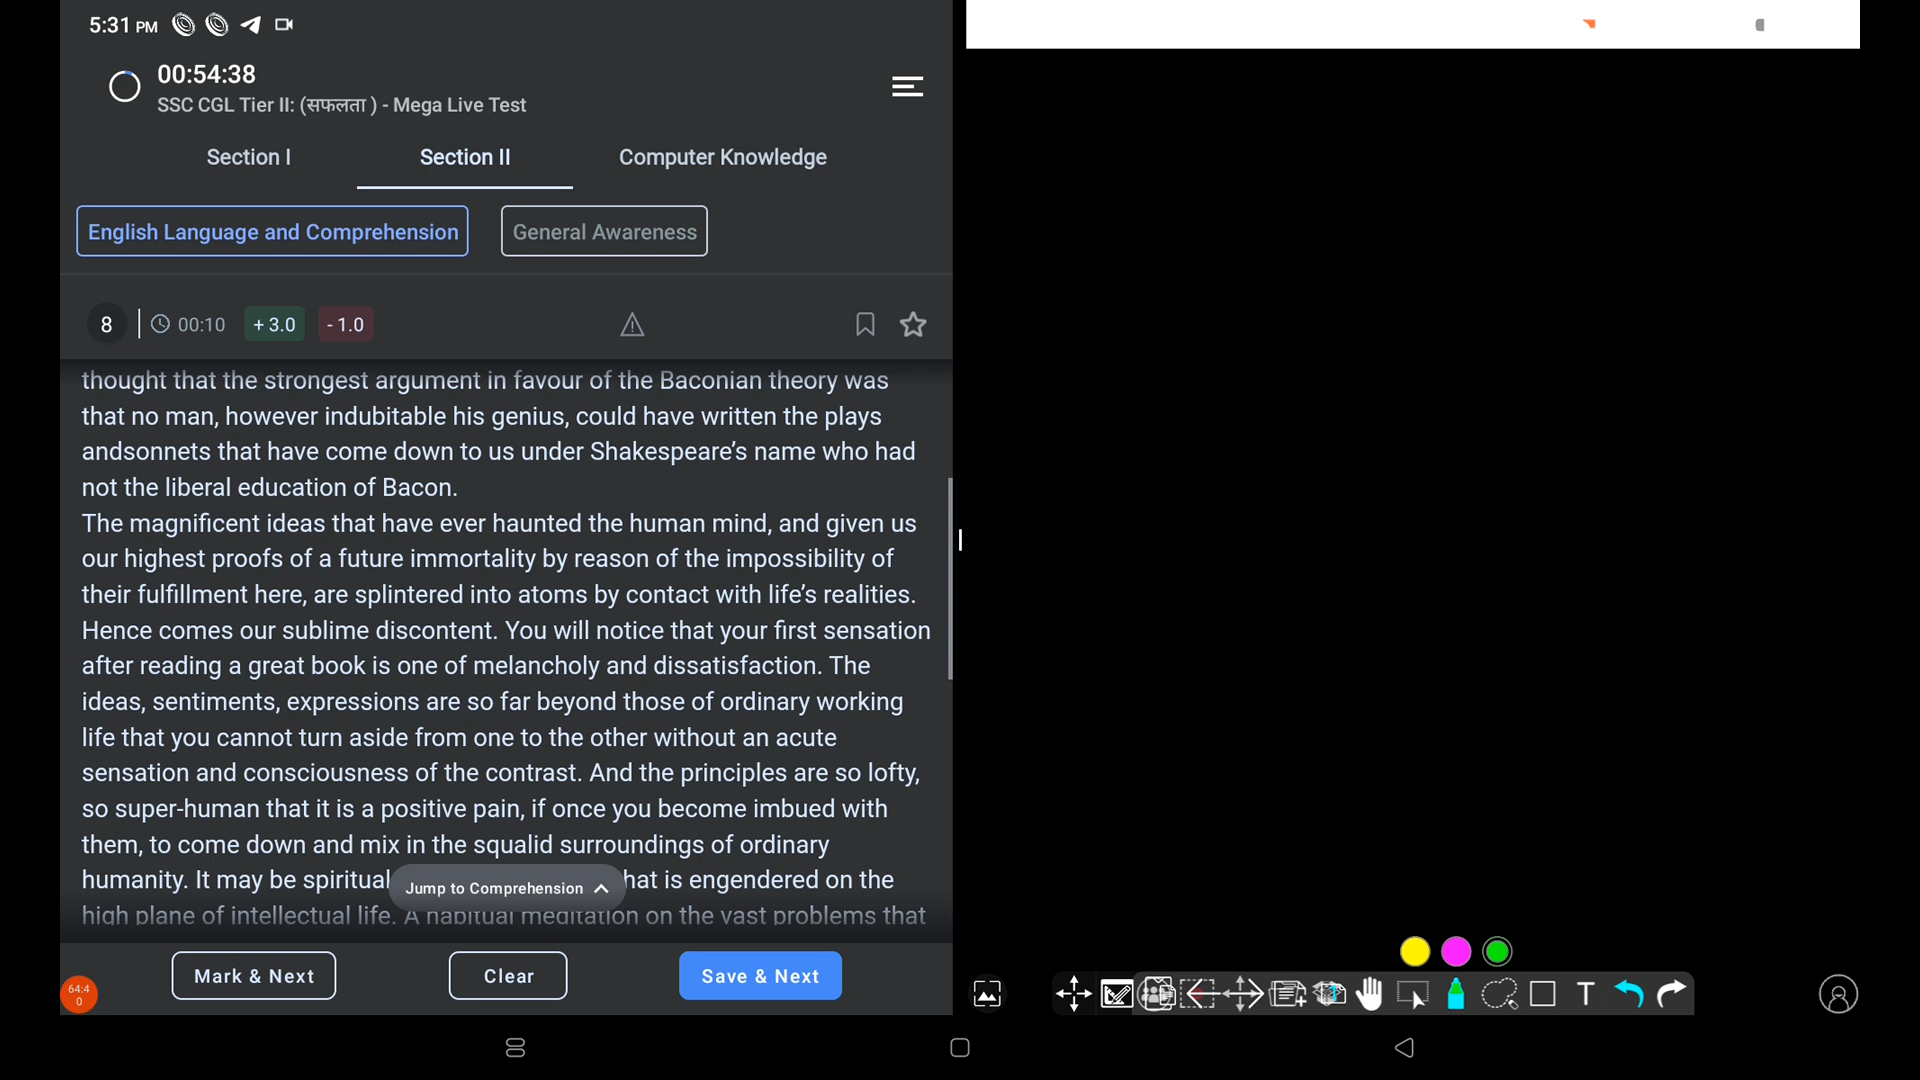 5:31 PM
00:54:38
SSC CGL Tier II: (सफलता ) - Mega Live Test
Section I
Section II
Computer Knowledge
English Language and Comprehension
General Awareness
8
00:10
+ 3.0
- 1.0
thought that the strongest argument in favour of the Baconian theory was
that no man, however indubitable his genius, could have written the plays
andsonnets that have come down to us under Shakespeare’s name who had
not the liberal education of Bacon.
The magnificent ideas that have ever haunted the human mind, and given us
our highest proofs of a future immortality by reason of the impossibility of
their fulfillment here, are splintered into atoms by contact with life’s realities.
Hence comes our sublime discontent. You will notice that your first sensation
after reading a great book is one of melancholy and dissatisfaction. The
ideas, sentiments, expressions are so far beyond those of ordinary working
life that you cannot turn aside from one to the other without an acute
sensation and consciousness of the contrast. And the principles are so lofty,
so super-human that it is a positive pain, if once you become imbued with
them, to come down and mix in the squalid surroundings of ordinary
humanity. It may be spiritual hat is engendered on the
Jump to Comprehension
high plane of intellectual life. A habitual meditation on the vast problems that
Mark & Next
Clear
Save & Next
64:4
0
T